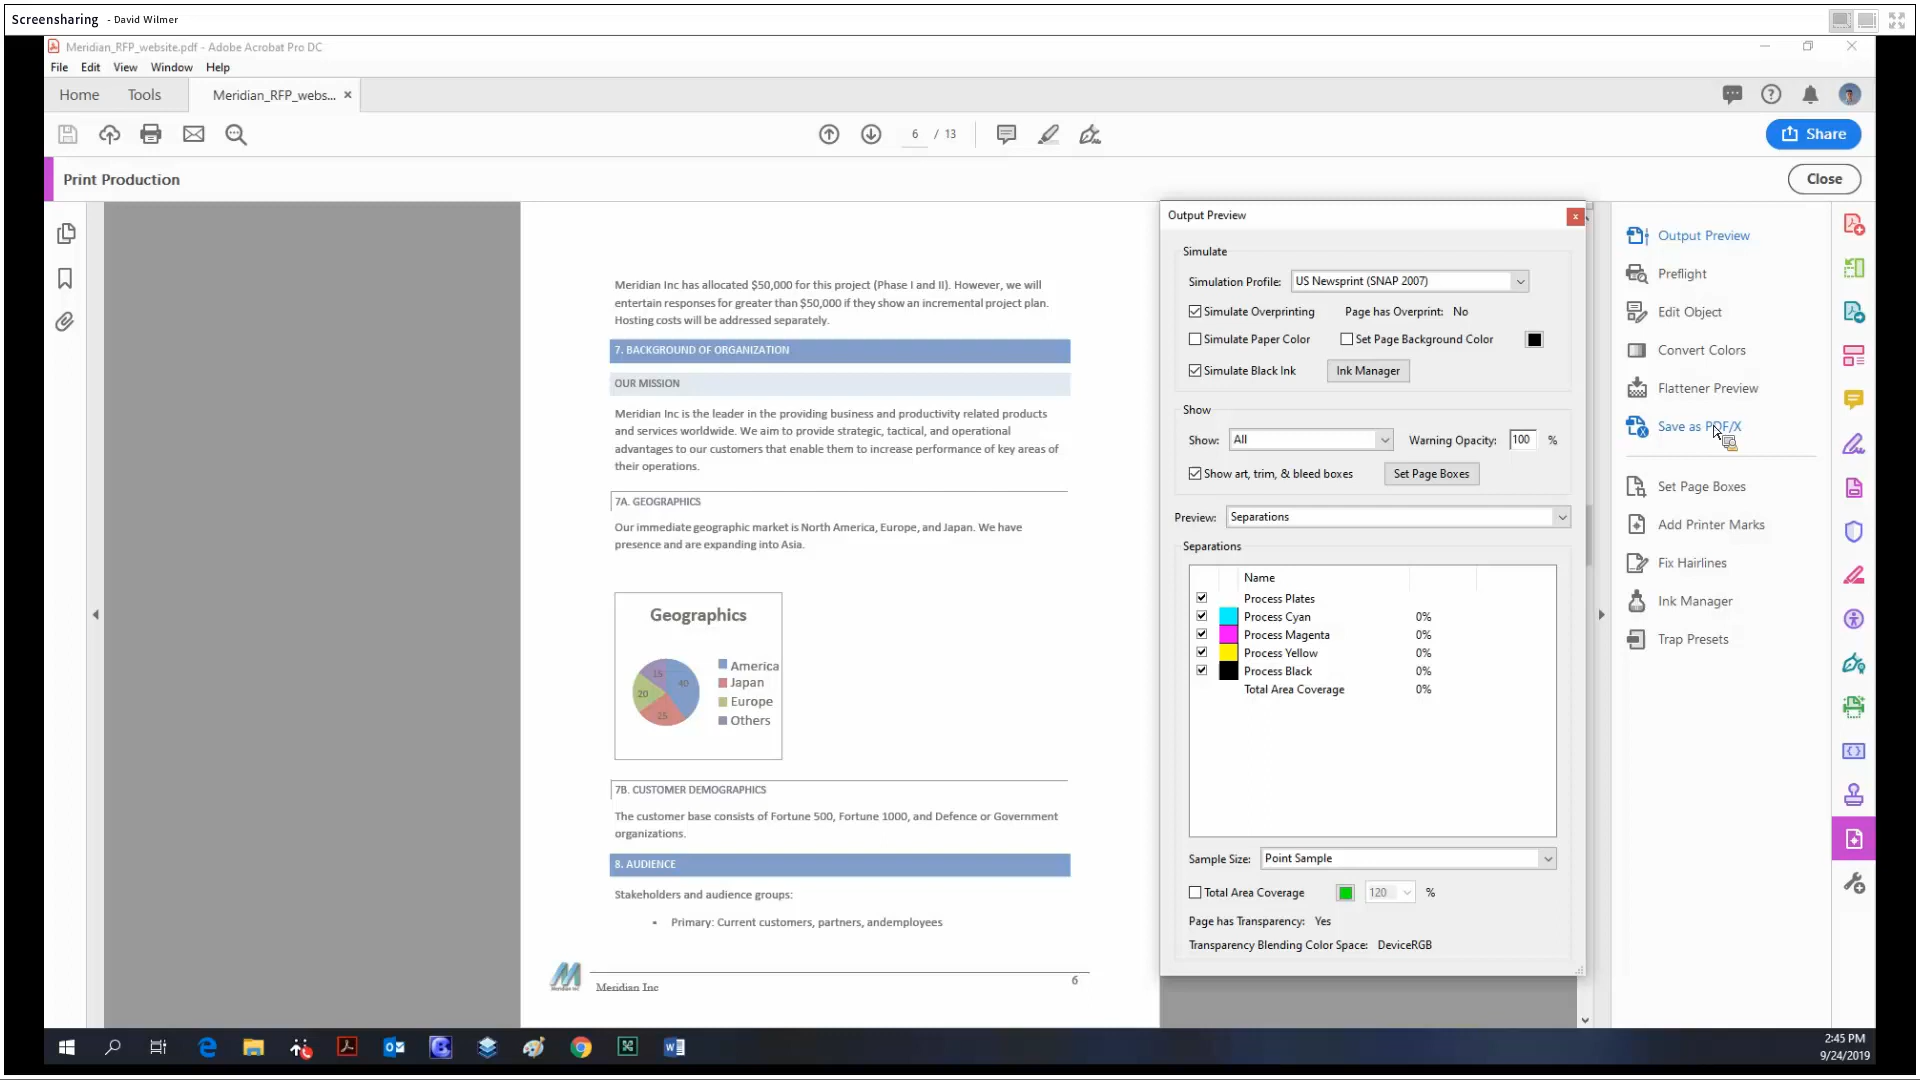 Screensharing - David Wilmer
Meridian_RFP_website.pdf - Adobe Acrobat Pro DC
File Edit View Window Help
Home Tools Meridian_RFP_webs... ×
6 / 13
Share
Print Production
Close
Meridian Inc has allocated $50,000 for this project (Phase I and II). However, we will
entertain responses for greater than $50,000 if they show an incremental project plan.
Hosting costs will be addressed separately.
7. BACKGROUND OF ORGANIZATION
OUR MISSION
Meridian Inc is the leader in the providing business and productivity related products
and services worldwide. We aim to provide strategic, tactical, and operational
advantages to our customers that enable them to increase performance of key areas of
their operations.
7A. GEOGRAPHICS
Our immediate geographic market is North America, Europe, and Japan. We have
presence and are expanding into Asia.
Geographics
15
40
20
25
America
Japan
Europe
Others
7B. CUSTOMER DEMOGRAPHICS
The customer base consists of Fortune 500, Fortune 1000, and Defence or Government
organizations.
8. AUDIENCE
Stakeholders and audience groups:
• Primary: Current customers, partners, andemployees
Meridian Inc
Meridian Inc
6
Output Preview
Simulate
Simulation Profile: US Newsprint (SNAP 2007)
Simulate Overprinting Page has Overprint: No
Simulate Paper Color Set Page Background Color
Simulate Black Ink Ink Manager
Show
Show: All Warning Opacity: 100 %
Show art, trim, & bleed boxes Set Page Boxes
Preview: Separations
Separations
Name
Process Plates
Process Cyan 0%
Process Magenta 0%
Process Yellow 0%
Process Black 0%
Total Area Coverage 0%
Sample Size: Point Sample
Total Area Coverage 120 %
Page has Transparency: Yes
Transparency Blending Color Space: DeviceRGB
Output Preview
Preflight
Edit Object
Convert Colors
Flattener Preview
Save as PDF/X
Set Page Boxes
Add Printer Marks
Fix Hairlines
Ink Manager
Trap Presets
2:45 PM
9/24/2019